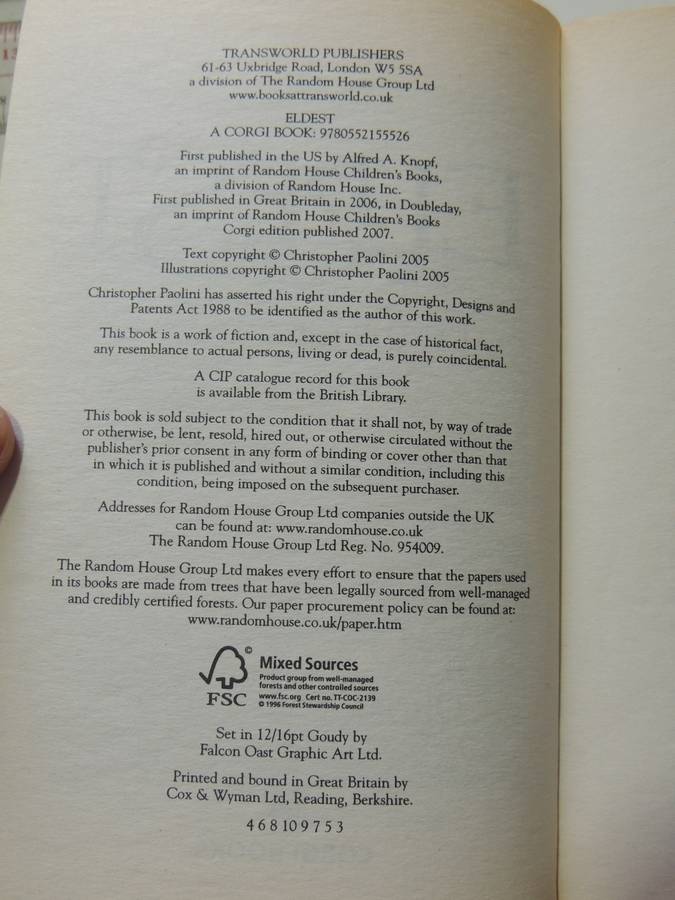 TRANSWORLD PUBLISHERS
61-63 Uxbridge Road, London W5 5SA
a division of The Random House Group Ltd
www.booksattransworld.co.uk
ELDEST
A CORGI BOOK: 9780552155526
First published in the US by Alfred A. Knopf,
an imprint of Random House Children's Books,
a division of Random House Inc.
First published in Great Britain in 2006, in Doubleday,
an imprint of Random House Children's Books
Corgi edition published 2007.
Text copyright © Christopher Paolini 2005
Illustrations copyright © Christopher Paolini 2005
Christopher Paolini has asserted his right under the Copyright, Designs and
Patents Act 1988 to be identified as the author of this work.
This book is a work of fiction and, except in the case of historical fact,
any resemblance to actual persons, living or dead, is purely coincidental.
A CIP catalogue record for this book
is available from the British Library.
This book is sold subject to the condition that it shall not, by way of trade
or otherwise, be lent, resold, hired out, or otherwise circulated without the
publisher's prior consent in any form of binding or cover other than that
in which it is published and without a similar condition, including this
condition, being imposed on the subsequent purchaser.
Addresses for Random House Group Ltd companies outside the UK
can be found at: www.randomhouse.co.uk
The Random House Group Ltd Reg. No. 954009.
The Random House Group Ltd makes every effort to ensure that the papers used
in its books are made from trees that have been legally sourced from well-managed
and credibly certified forests. Our paper procurement policy can be found at:
www.randomhouse.co.uk/paper.htm
©
FSC
Mixed Sources
Product group from well-managed
forests and other controlled sources
www.fsc.org Cert no. TT-COC-2139
© 1996 Forest Stewardship Council
Set in 12/16pt Goudy by
Falcon Oast Graphic Art Ltd.
Printed and bound in Great Britain by
Cox & Wyman Ltd, Reading, Berkshire.
4 6 8 10 9 7 5 3